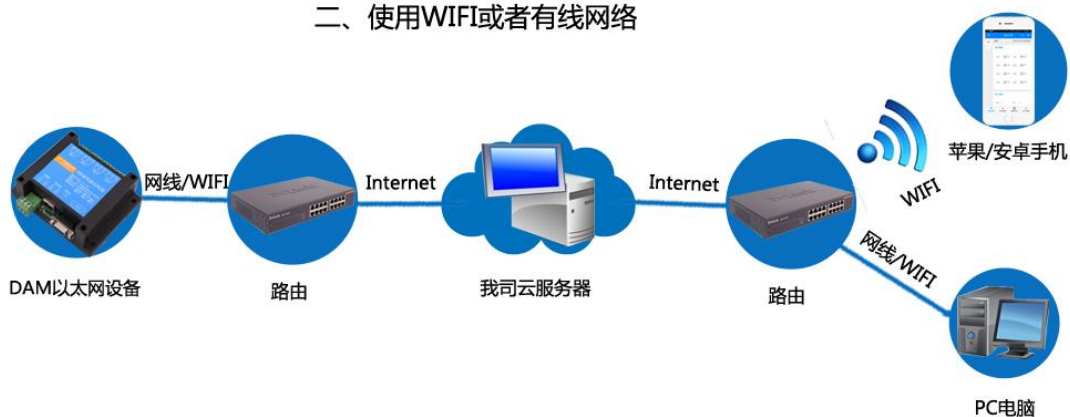 二、使用WIFI或者有线网络
苹果/安卓手机
WIFI
网线/WIFI
Internet
Internet
网线/WIFI
DAM以太网设备
路由
我司云服务器
路由
PC电脑